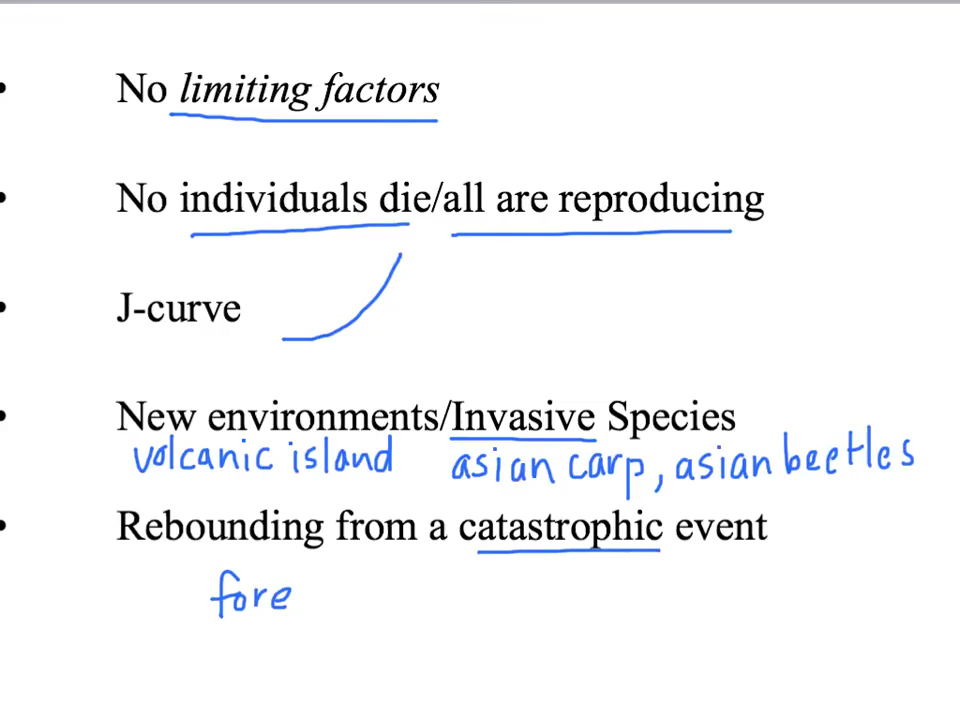 • No limiting factors
• No individuals die/all are reproducing
• J-curve
• New environments/Invasive Species
volcanic island asian carp, asian beetles
• Rebounding from a catastrophic event
fore